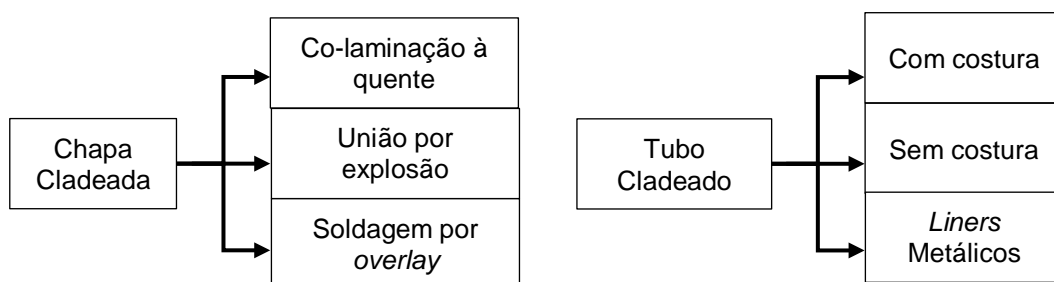 Chapa
Cladeada
Co-laminação à
quente
União por
explosão
Soldagem por
overlay
Tubo
Cladeado
Com costura
Sem costura
Liners
Metálicos